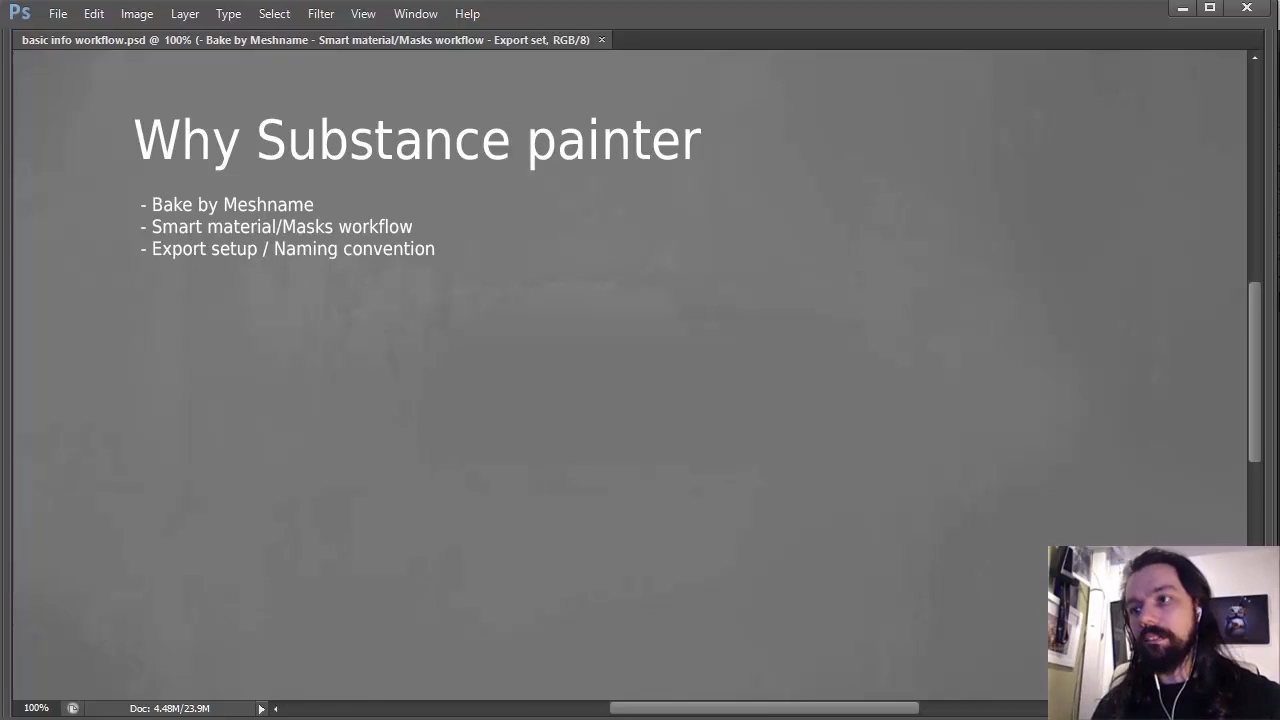 Ps File Edit Image Layer Type Select Filter View Window Help
basic info workflow.psd @ 100% (- Bake by Meshname - Smart material/Masks workflow - Export set, RGB/8) ×
Why Substance painter
- Bake by Meshname
- Smart material/Masks workflow
- Export setup / Naming convention
100% Doc: 4.48M/23.9M